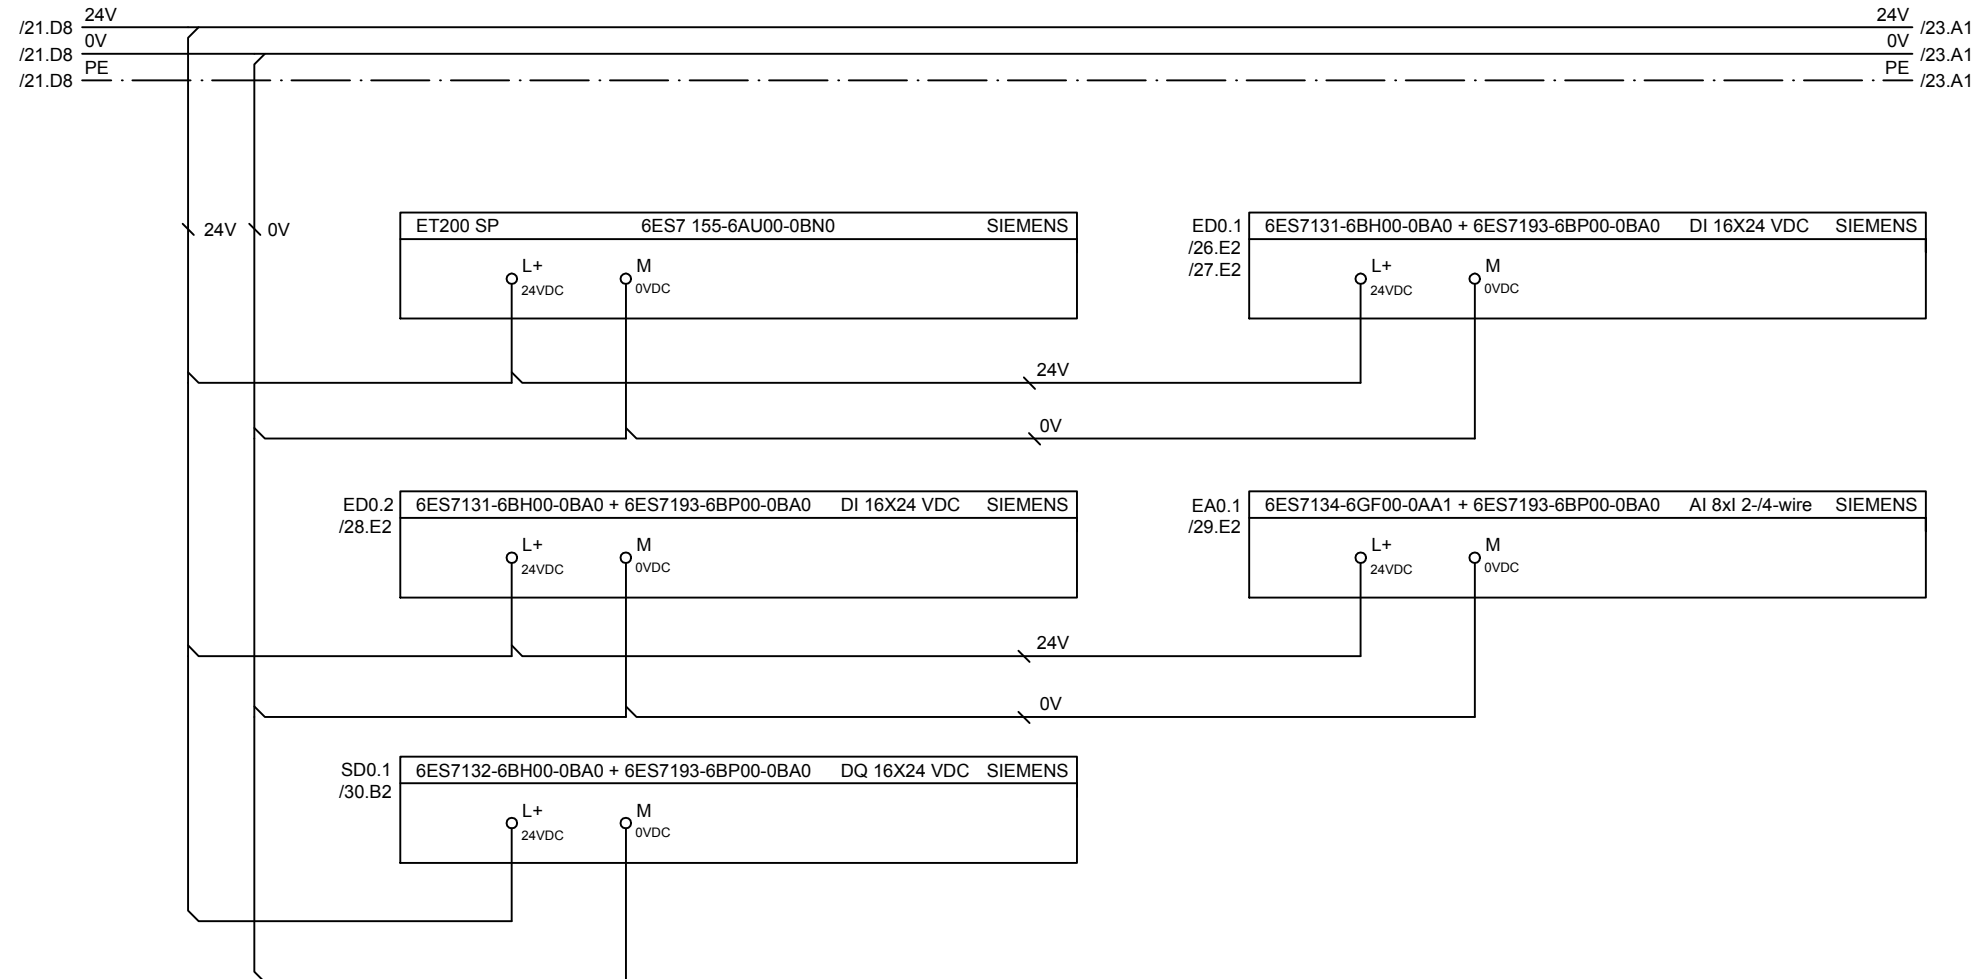 24V 24V
/21.D8 /23.A1
0V 0V
/21.D8 /23.A1
PE PE
/21.D8 /23.A1
24V 0V
ET200 SP 6ES7 155-6AU00-0BN0 SIEMENS
L+ M
24VDC 0VDC
ED0.1 6ES7131-6BH00-0BA0 + 6ES7193-6BP00-0BA0 DI 16X24 VDC SIEMENS
/26.E2
/27.E2
L+ M
24VDC 0VDC
24V
0V
ED0.2 6ES7131-6BH00-0BA0 + 6ES7193-6BP00-0BA0 DI 16X24 VDC SIEMENS
/28.E2
L+ M
24VDC 0VDC
EA0.1 6ES7134-6GF00-0AA1 + 6ES7193-6BP00-0BA0 AI 8xI 2-/4-wire SIEMENS
/29.E2
L+ M
24VDC 0VDC
24V
0V
SD0.1 6ES7132-6BH00-0BA0 + 6ES7193-6BP00-0BA0 DQ 16X24 VDC SIEMENS
/30.B2
L+ M
24VDC 0VDC